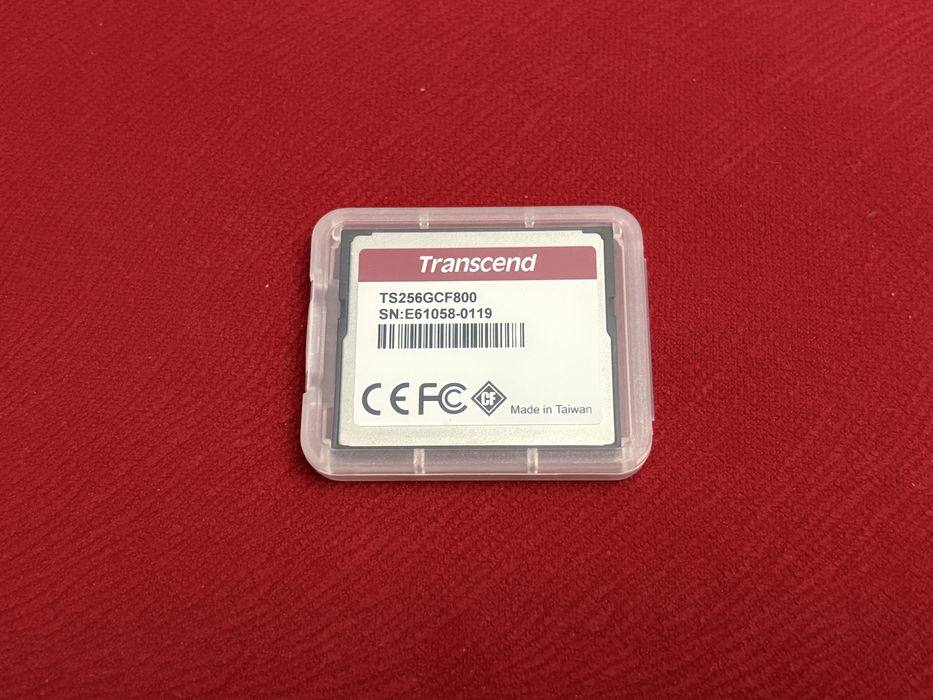 Transcend
TS256GCF800
SN:E61058-0119
CE FC CF Made in Taiwan